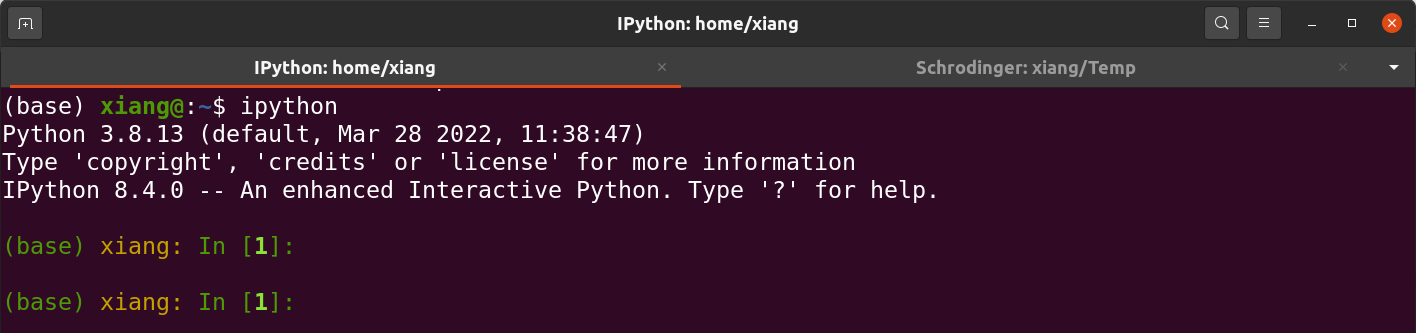 IPython: home/xiang
IPython: home/xiang
Schrodinger: xiang/Temp
(base) xiang@:~$ ipython
Python 3.8.13 (default, Mar 28 2022, 11:38:47)
Type 'copyright', 'credits' or 'license' for more information
IPython 8.4.0 -- An enhanced Interactive Python. Type '?' for help.
(base) xiang: In [1]:
(base) xiang: In [1]: